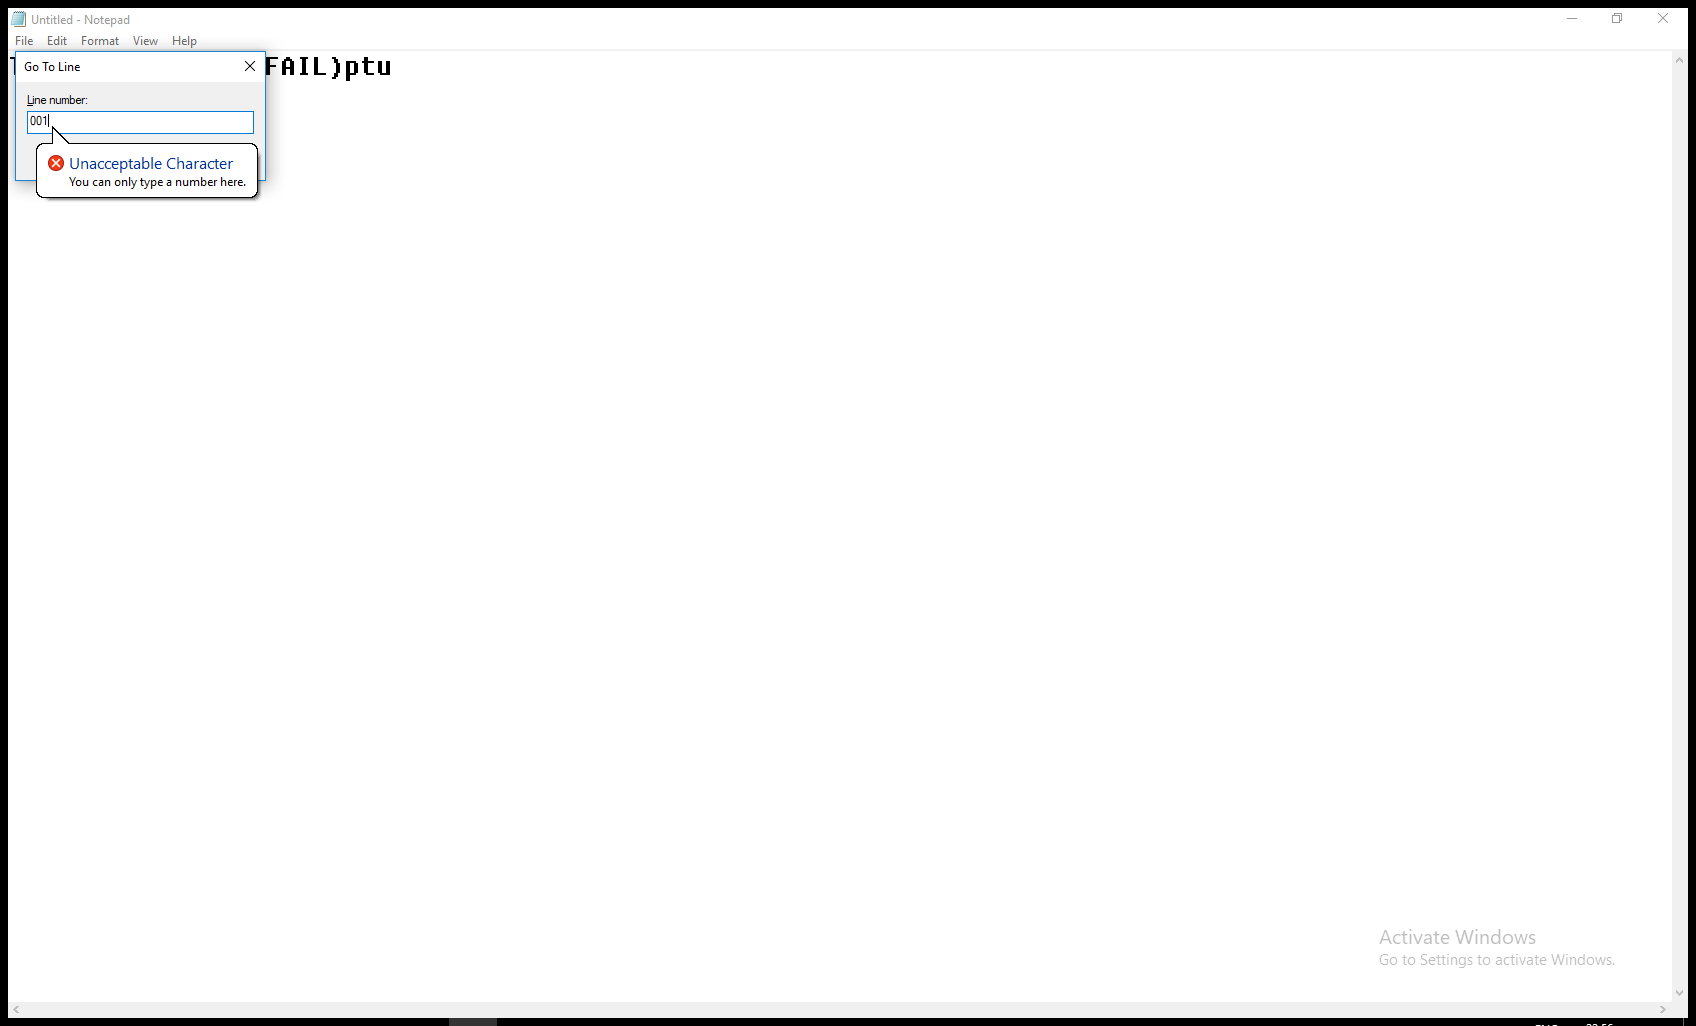 Untitled - Notepad
File Edit Format View Help
Go To Line
FAIL)ptu
Line number:
001
Unacceptable Character
You can only type a number here.
Activate Windows
Go to Settings to activate Windows.